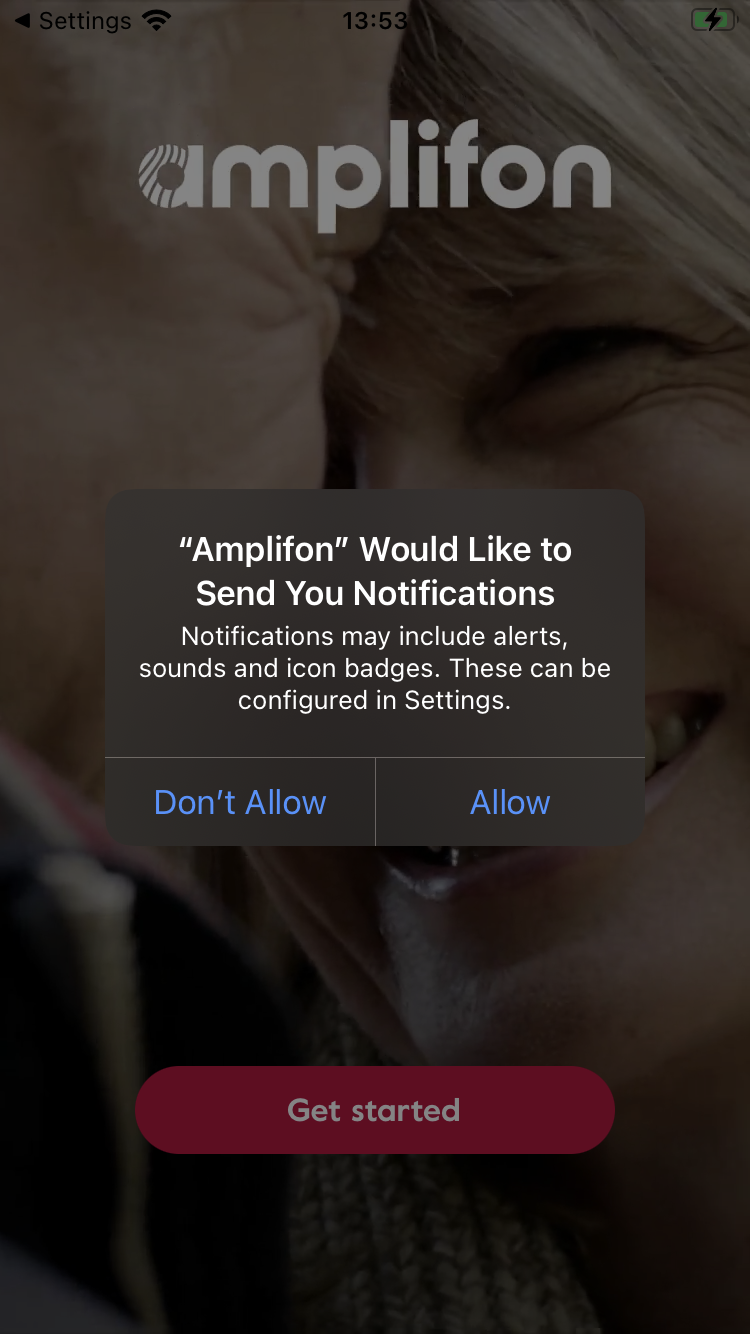 Settings
13:53
amplifon
“Amplifon” Would Like to
Send You Notifications
Notifications may include alerts,
sounds and icon badges. These can be
configured in Settings.
Don’t Allow
Allow
Get started